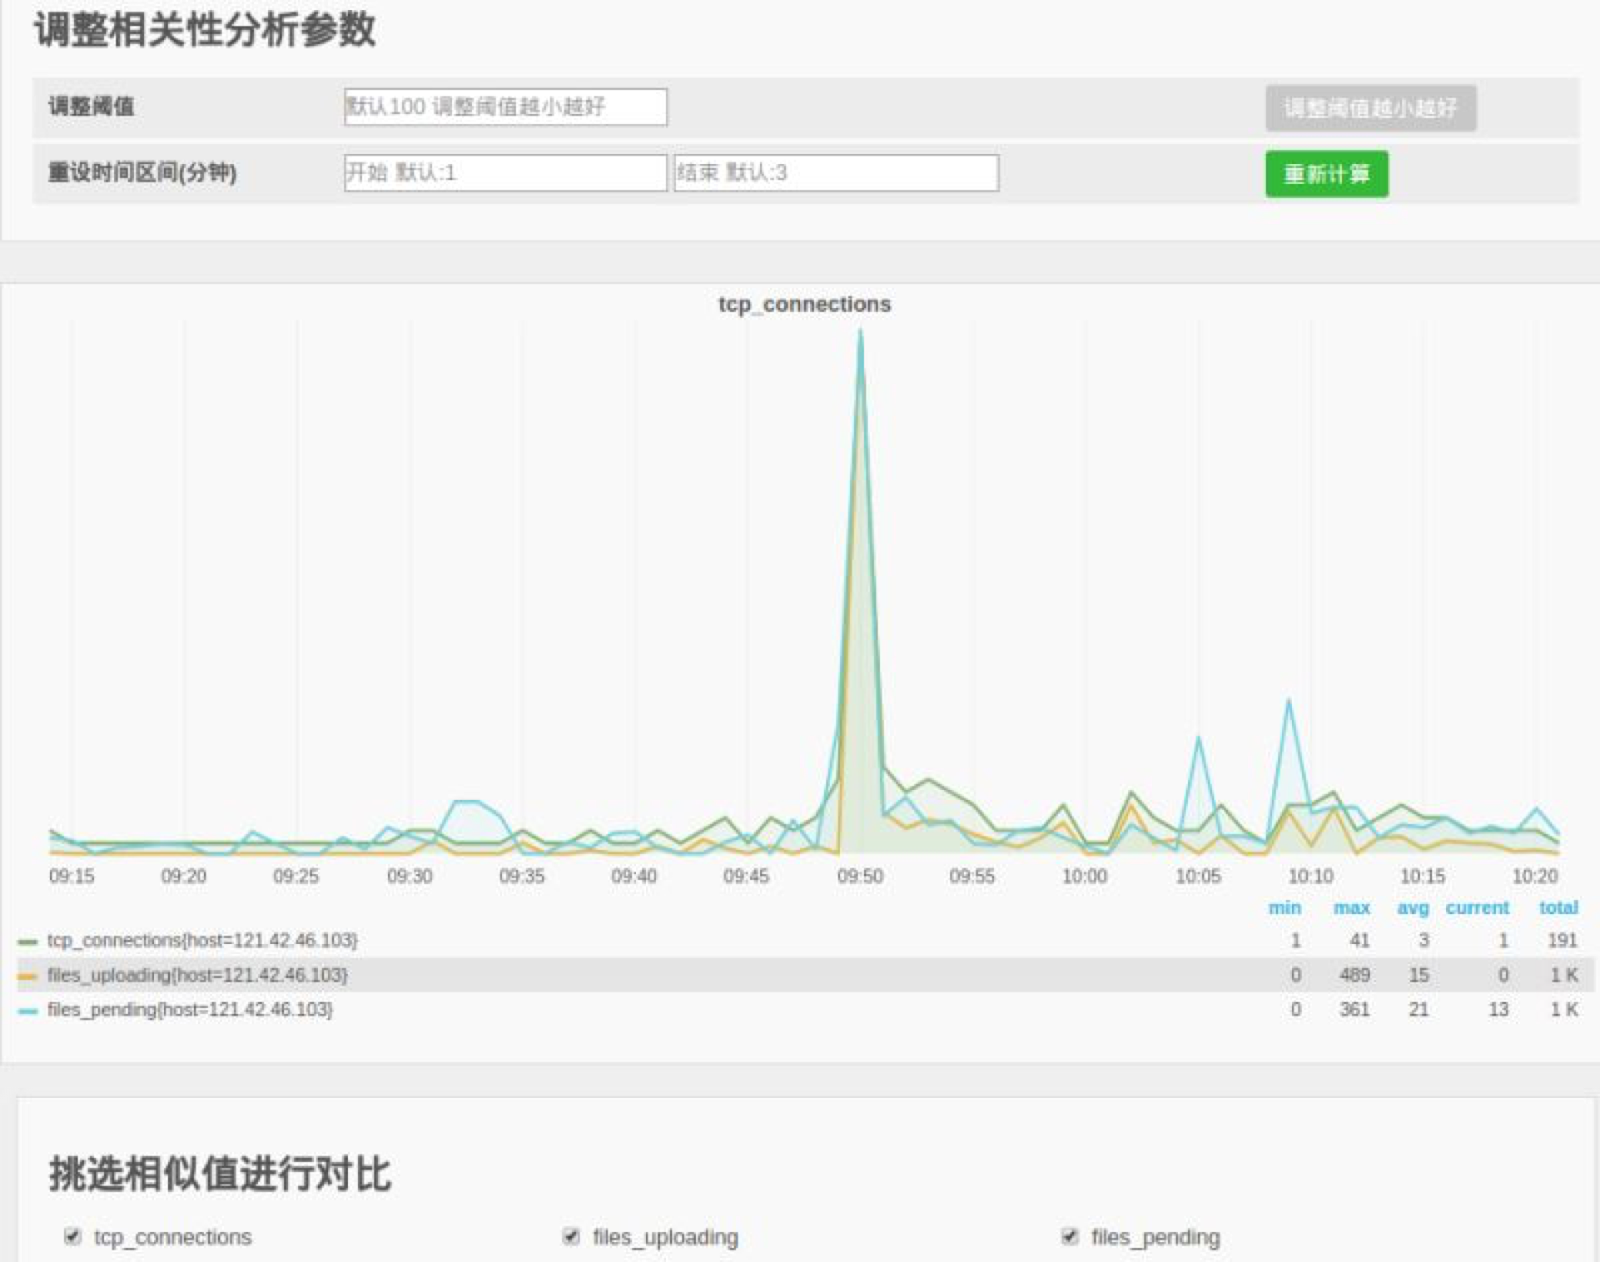 调整相关性分析参数
调整阈值 默认100 调整阈值越小越好 调整阈值越小越好
重设时间区间(分钟) 开始 默认:1 结束 默认:3 重新计算
tcp_connections
09:15 09:20 09:25 09:30 09:35 09:40 09:45 09:50 09:55 10:00 10:05 10:10 10:15 10:20
min max avg current total
tcp_connections{host=121.42.46.103} 1 41 3 1 191
files_uploading{host=121.42.46.103} 0 489 15 0 1 K
files_pending{host=121.42.46.103} 0 361 21 13 1 K
挑选相似值进行对比
tcp_connections files_uploading files_pending